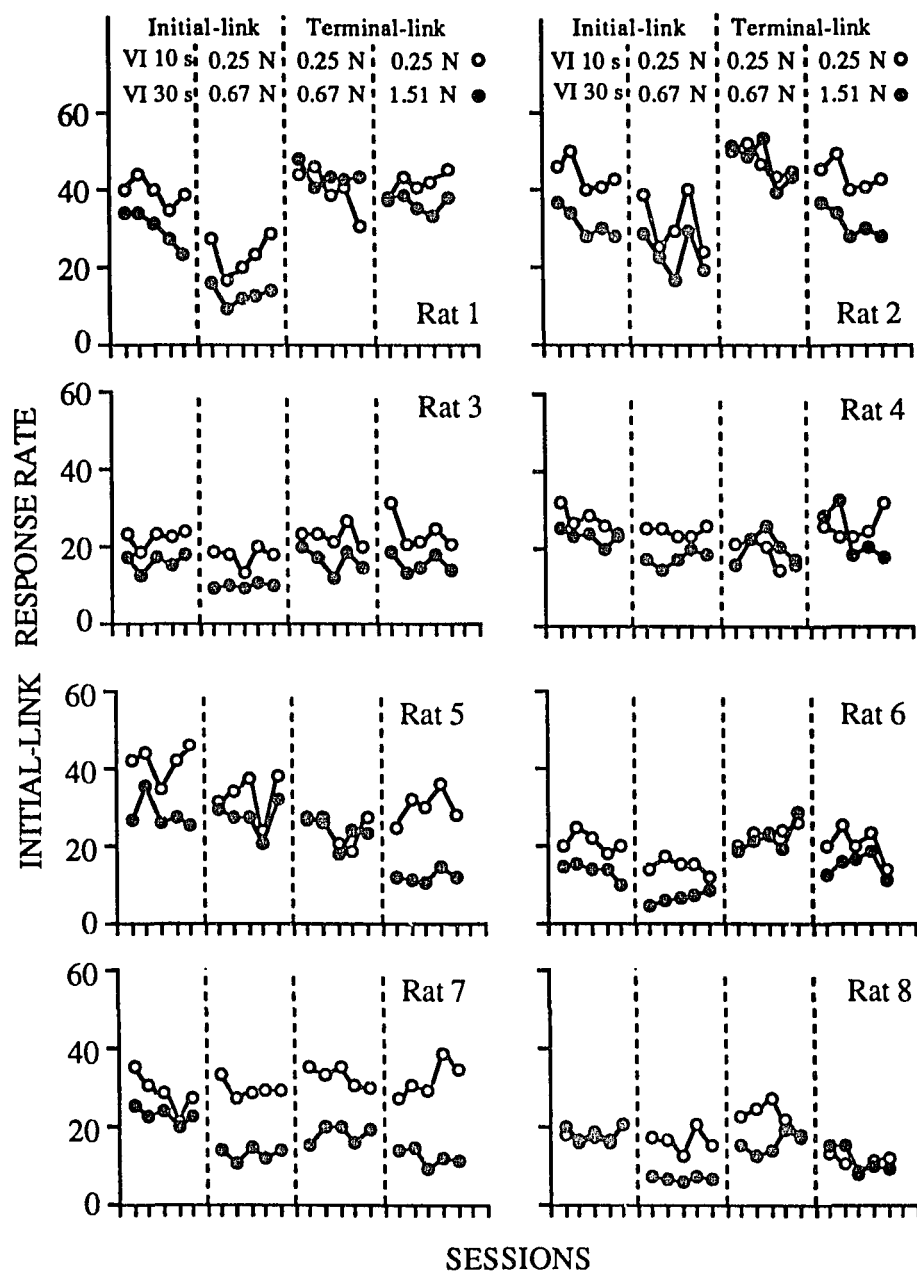 Initial-link Terminal-link Initial-link Terminal-link
VI 10 s 0.25 N 0.25 N 0.25 N VI 10 s 0.25 N 0.25 N 0.25 N
VI 30 s 0.67 N 0.67 N 1.51 N VI 30 s 0.67 N 0.67 N 1.51 N
60
40
20
0
Rat 1
Rat 2
60
40
20
0
Rat 3
Rat 4
60
40
20
0
Rat 5
Rat 6
60
40
20
0
Rat 7
Rat 8
INITIAL-LINK RESPONSE RATE
SESSIONS